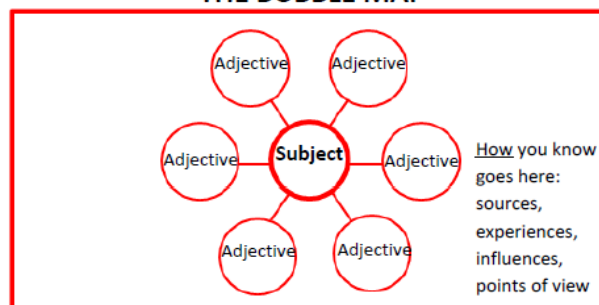 Adjective
Adjective
Adjective
Subject
Adjective
Adjective
Adjective
How you know
goes here:
sources,
experiences,
influences,
points of view